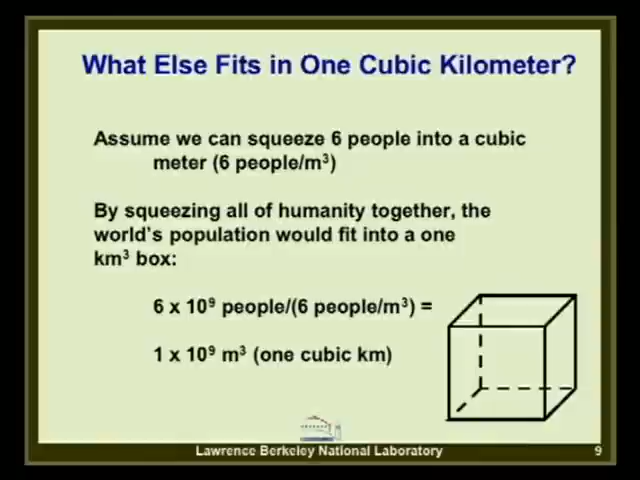 What Else Fits in One Cubic Kilometer?
Assume we can squeeze 6 people into a cubic
meter (6 people/m³)
By squeezing all of humanity together, the
world's population would fit into a one
km³ box:
6 x 10⁹ people/(6 people/m³) =
1 x 10⁹ m³ (one cubic km)
Lawrence Berkeley National Laboratory
9